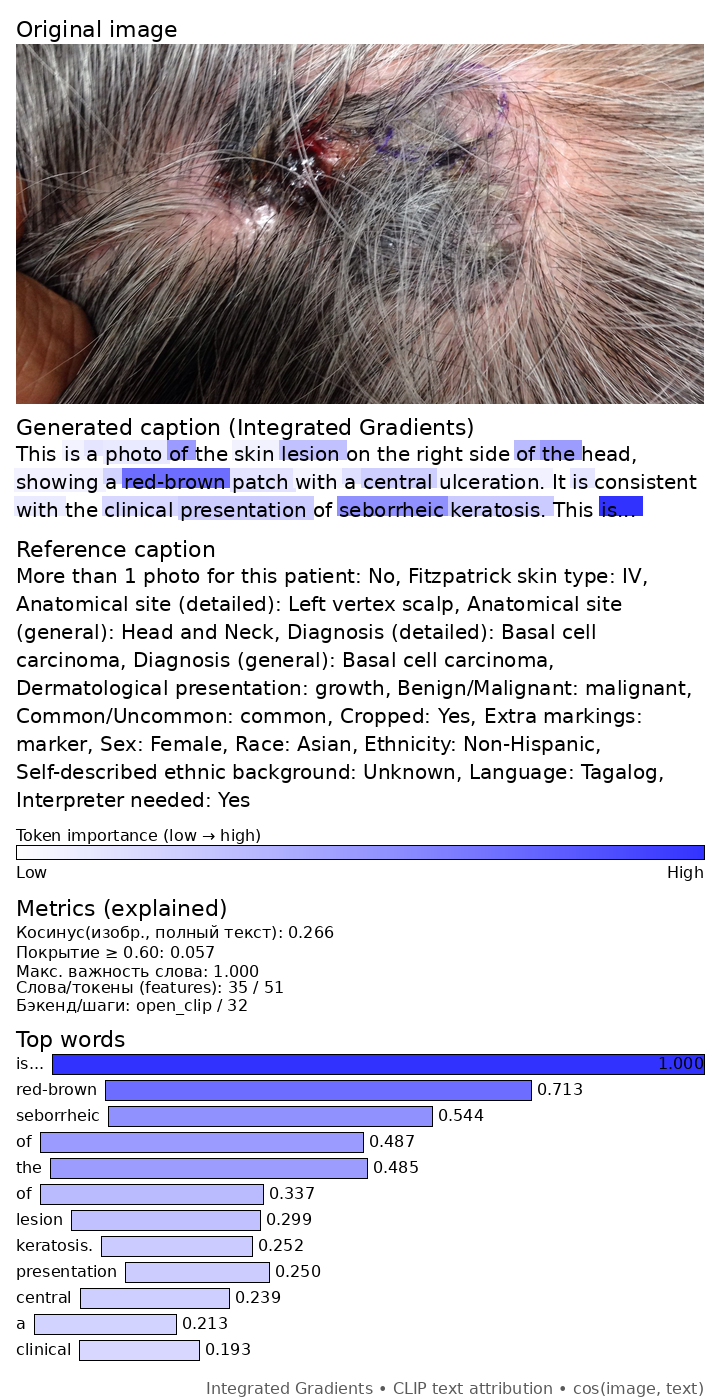 Original image
Generated caption (Integrated Gradients)
This is a photo of the skin lesion on the right side of the head,
showing a red-brown patch with a central ulceration. It is consistent
with the clinical presentation of seborrheic keratosis. This is...
Reference caption
More than 1 photo for this patient: No, Fitzpatrick skin type: IV,
Anatomical site (detailed): Left vertex scalp, Anatomical site
(general): Head and Neck, Diagnosis (detailed): Basal cell
carcinoma, Diagnosis (general): Basal cell carcinoma,
Dermatological presentation: growth, Benign/Malignant: malignant,
Common/Uncommon: common, Cropped: Yes, Extra markings:
marker, Sex: Female, Race: Asian, Ethnicity: Non-Hispanic,
Self-described ethnic background: Unknown, Language: Tagalog,
Interpreter needed: Yes
Token importance (low → high)
Low High
Metrics (explained)
Косинус(изобр., полный текст): 0.266
Покрытие ≥ 0.60: 0.057
Макс. важность слова: 1.000
Слова/токены (features): 35 / 51
Бэкенд/шаги: open_clip / 32
Top words
is... 1.000
red-brown 0.713
seborrheic 0.544
of 0.487
the 0.485
of 0.337
lesion 0.299
keratosis. 0.252
presentation 0.250
central 0.239
a 0.213
clinical 0.193
Integrated Gradients • CLIP text attribution • cos(image, text)